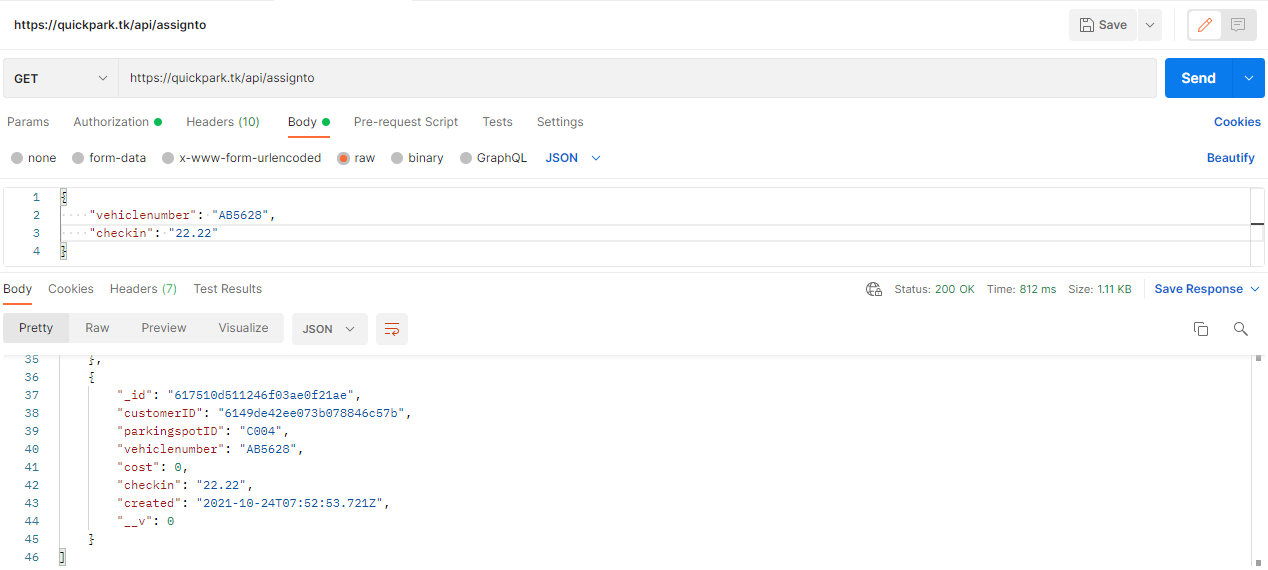 https://quickpark.tk/api/assignto
Save
GET https://quickpark.tk/api/assignto Send
Params Authorization Headers (10) Body Pre-request Script Tests Settings Cookies
none form-data x-www-form-urlencoded raw binary GraphQL JSON Beautify
1 {
2 "vehiclenumber": "AB5628",
3 "checkin": "22.22"
4 }
Body Cookies Headers (7) Test Results Status: 200 OK Time: 812 ms Size: 1.11 KB Save Response
Pretty Raw Preview Visualize JSON
35 },
36 {
37 "_id": "617510d511246f03ae0f21ae",
38 "customerID": "6149de42ee073b078846c57b",
39 "parkingspotID": "C004",
40 "vehiclenumber": "AB5628",
41 "cost": 0,
42 "checkin": "22.22",
43 "created": "2021-10-24T07:52:53.721Z",
44 "__v": 0
45 }
46 ]